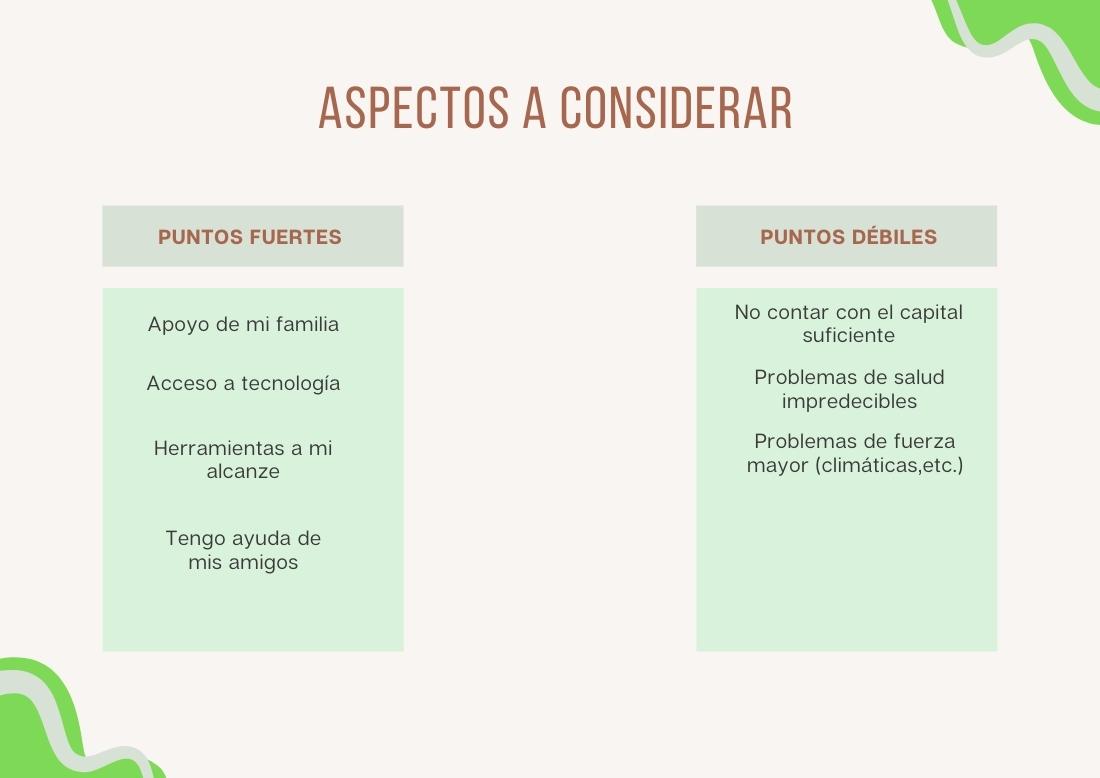 ASPECTOS A CONSIDERAR
PUNTOS FUERTES
Apoyo de mi familia
Acceso a tecnología
Herramientas a mi
alcanze
Tengo ayuda de
mis amigos
PUNTOS DÉBILES
No contar con el capital
suficiente
Problemas de salud
impredecibles
Problemas de fuerza
mayor (climáticas,etc.)